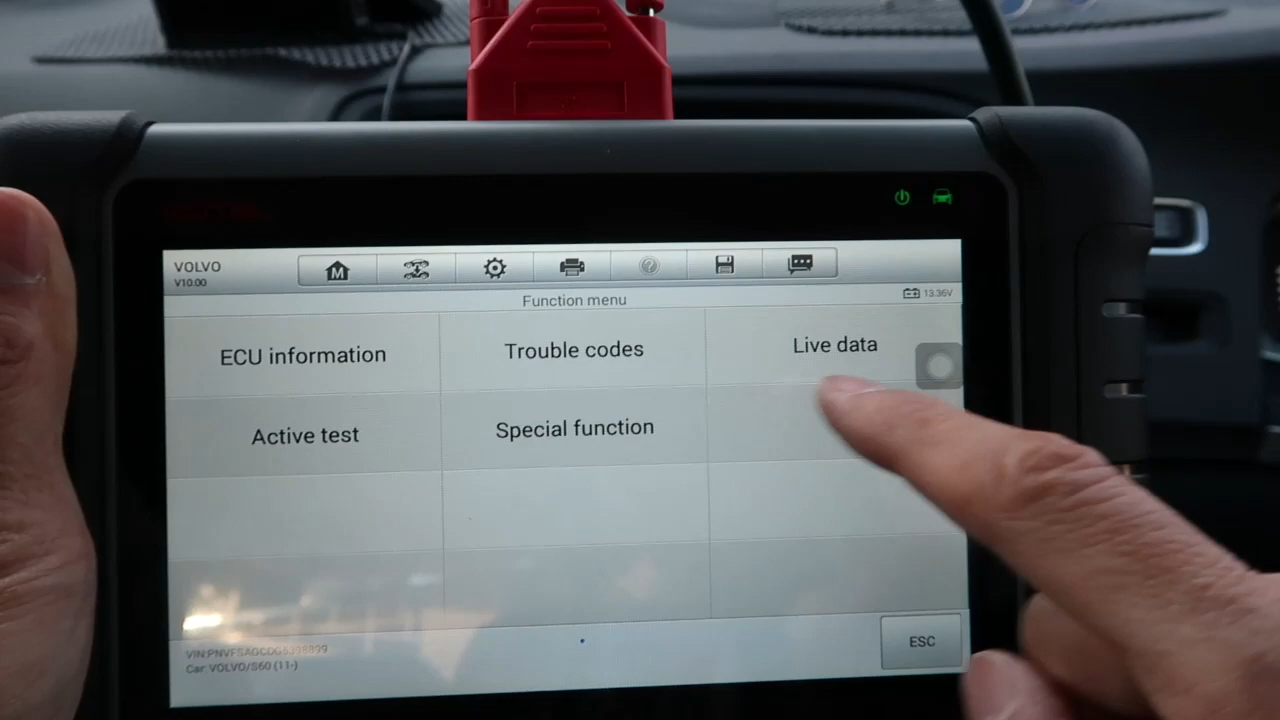 VOLVO
V10.00
M
Function menu
13.36V
ECU information
Trouble codes
Live data
Active test
Special function
ESC
Car: VOLVO/S60 (11-)